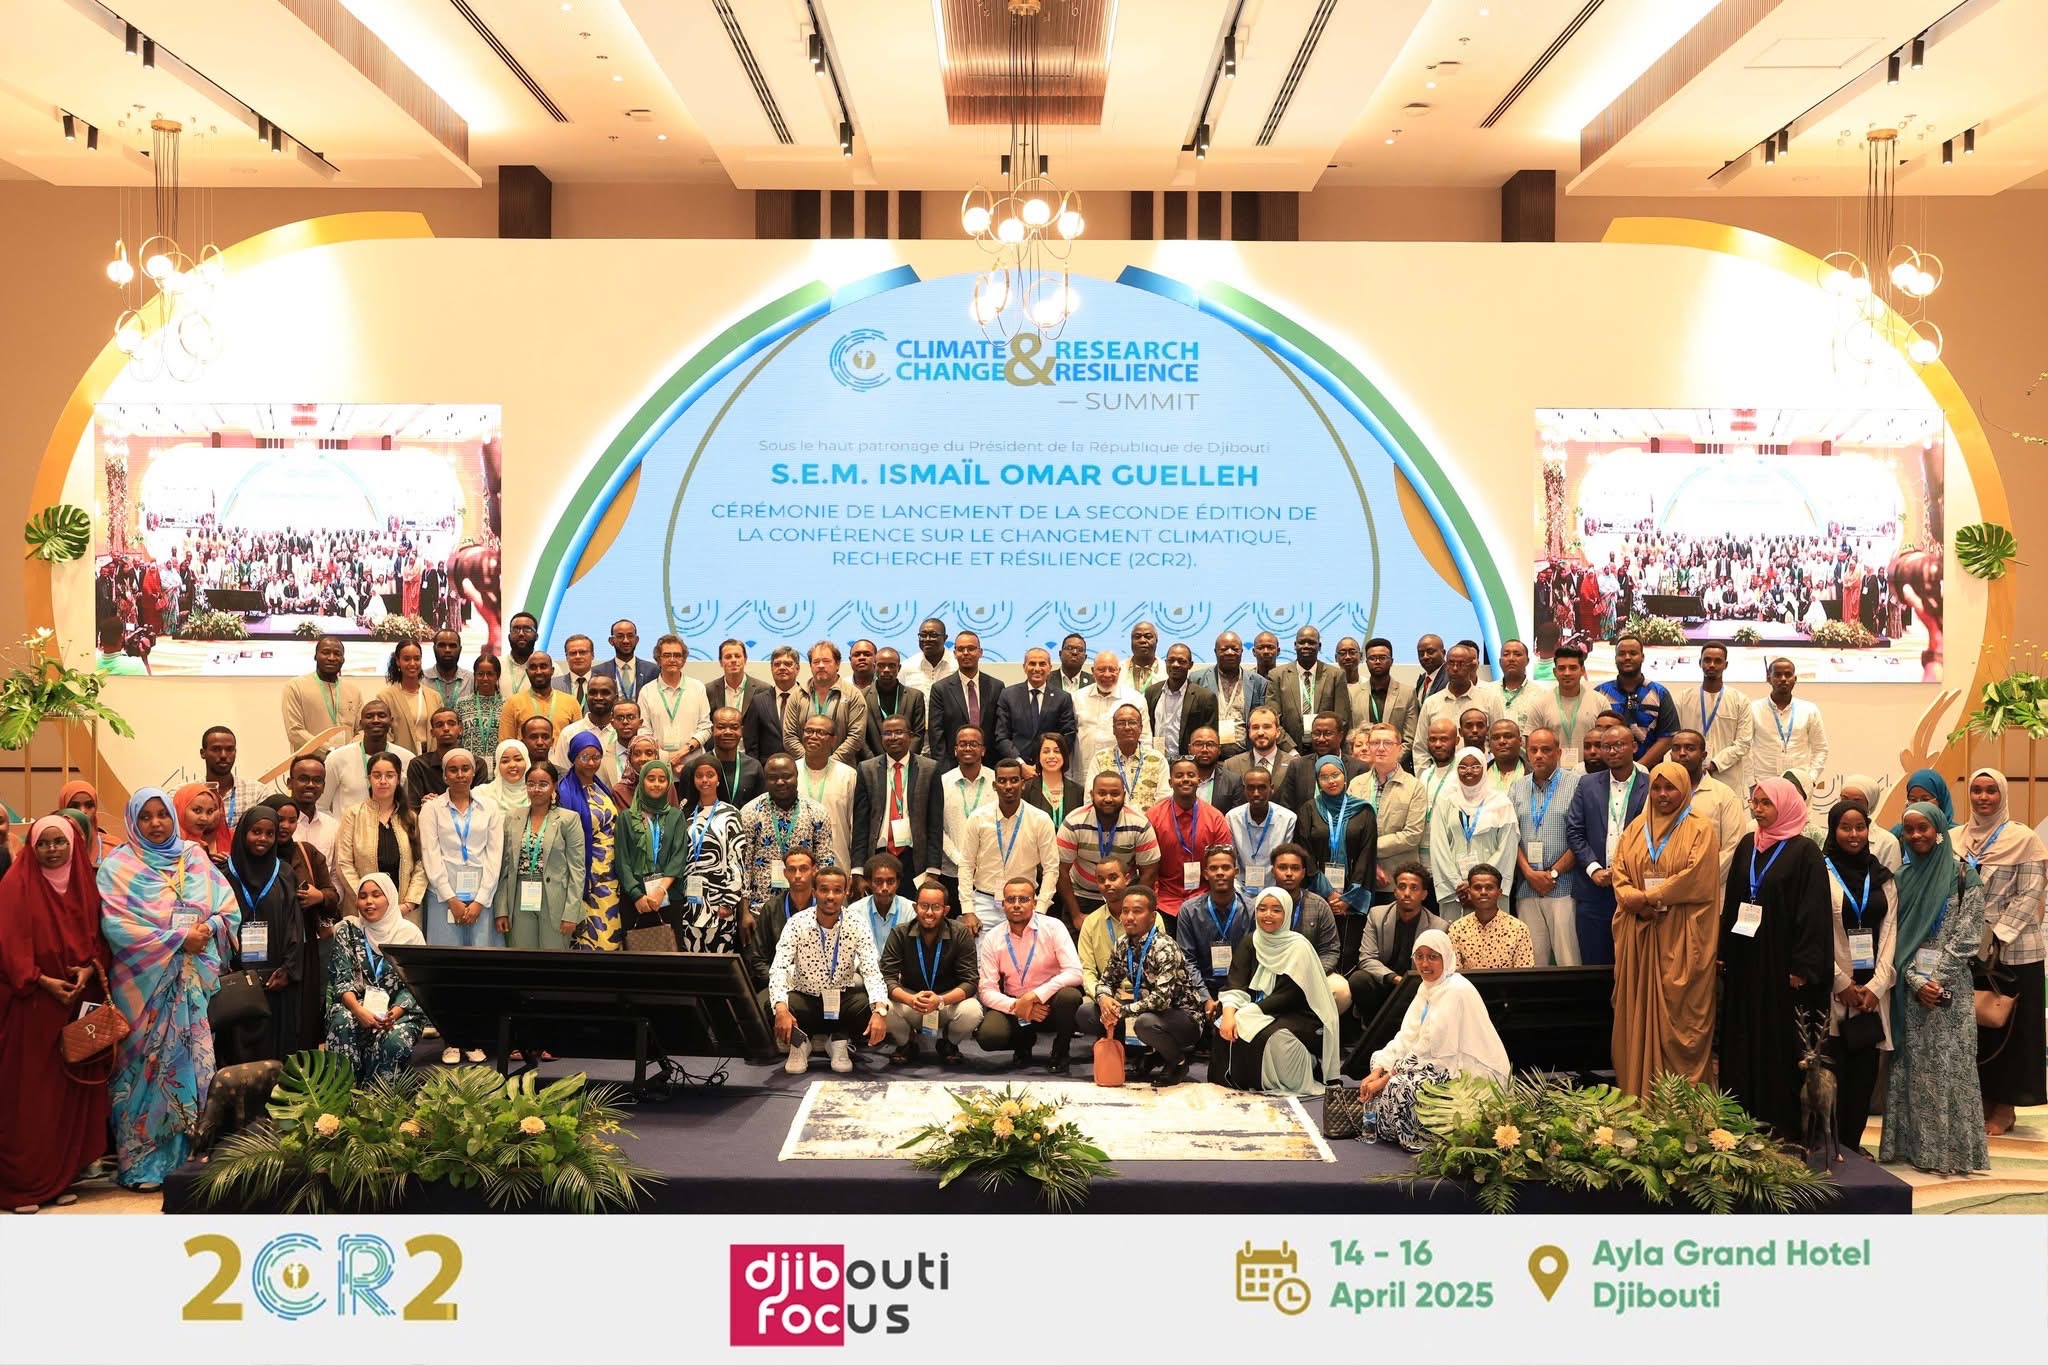 CLIMATE & RESEARCH
CHANGE RESILIENCE
— SUMMIT
Sous le haut patronage du Président de la République de Djibouti
S.E.M. ISMAÏL OMAR GUELLEH
CÉRÉMONIE DE LANCEMENT DE LA SECONDE ÉDITION DE
LA CONFÉRENCE SUR LE CHANGEMENT CLIMATIQUE,
RECHERCHE ET RÉSILIENCE (2CR2).
2CR2
djibouti
focus
14 - 16
April 2025
Ayla Grand Hotel
Djibouti